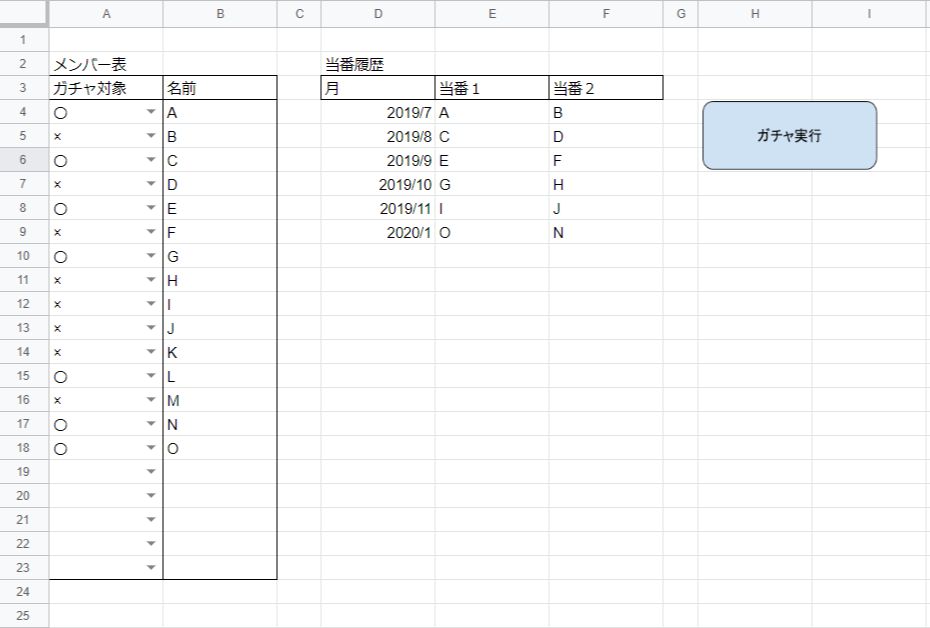 A B C D E F G H I
1
2 メンバー表 当番履歴
3 ガチャ対象 名前 月 当番１ 当番２
4 〇 A 2019/7 A B
5 × B 2019/8 C D ガチャ実行
6 〇 C 2019/9 E F
7 × D 2019/10 G H
8 〇 E 2019/11 I J
9 × F 2020/1 O N
10 〇 G
11 × H
12 × I
13 × J
14 × K
15 〇 L
16 × M
17 〇 N
18 〇 O
19
20
21
22
23
24
25